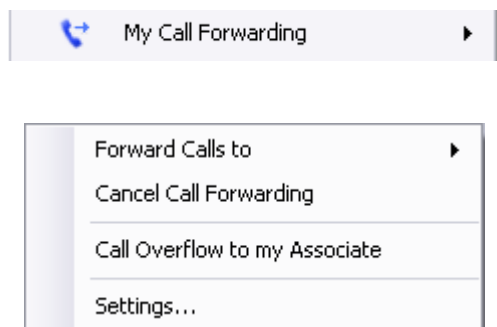 My Call Forwarding
Forward Calls to
Cancel Call Forwarding
Call Overflow to my Associate
Settings...